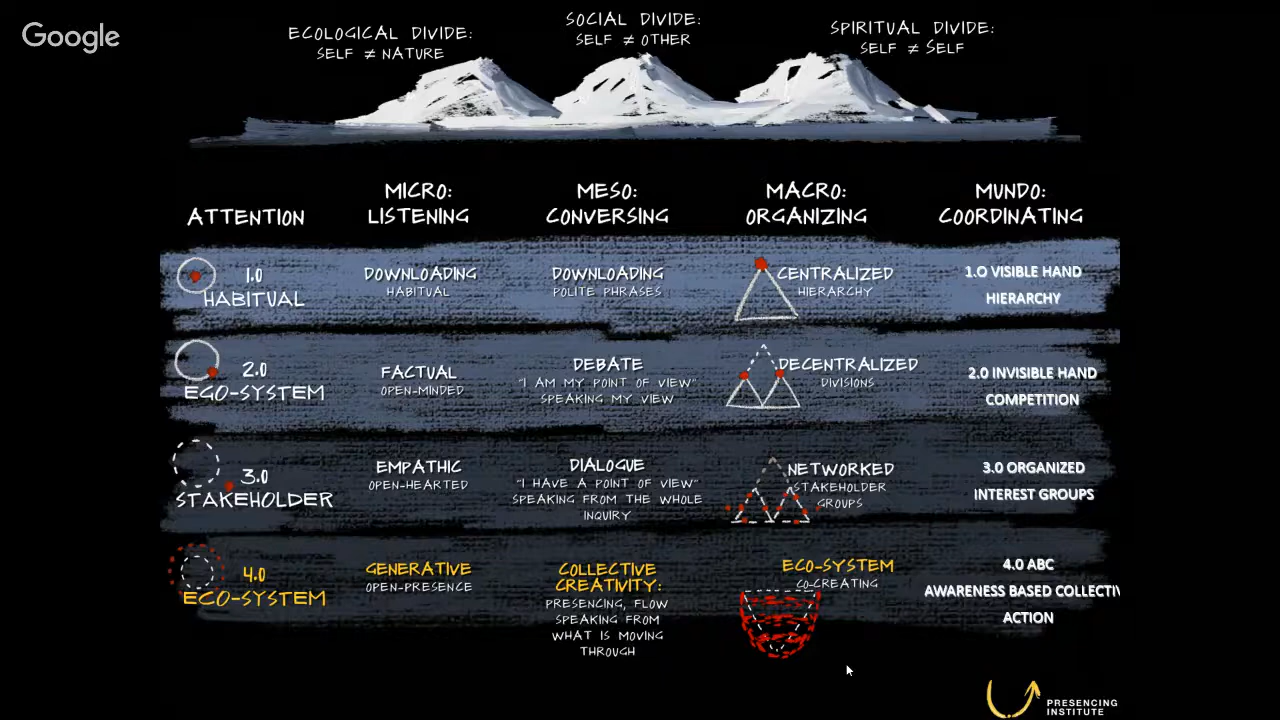 Google
ECOLOGICAL DIVIDE:
SELF ≠ NATURE
SOCIAL DIVIDE:
SELF ≠ OTHER
SPIRITUAL DIVIDE:
SELF ≠ SELF
ATTENTION
MICRO:
LISTENING
MESO:
CONVERSING
MACRO:
ORGANIZING
MUNDO:
COORDINATING
1.0
HABITUAL
DOWNLOADING
HABITUAL
DOWNLOADING
POLITE PHRASES
CENTRALIZED
HIERARCHY
1.O VISIBLE HAND
HIERARCHY
2.0
EGO-SYSTEM
FACTUAL
OPEN-MINDED
DEBATE
"I AM MY POINT OF VIEW"
SPEAKING MY VIEW
DECENTRALIZED
DIVISIONS
2.0 INVISIBLE HAND
COMPETITION
3.0
STAKEHOLDER
EMPATHIC
OPEN-HEARTED
DIALOGUE
"I HAVE A POINT OF VIEW"
SPEAKING FROM THE WHOLE
INQUIRY
NETWORKED
STAKEHOLDER
GROUPS
3.0 ORGANIZED
INTEREST GROUPS
4.0
ECO-SYSTEM
GENERATIVE
OPEN-PRESENCE
COLLECTIVE
CREATIVITY:
PRESENCING, FLOW
SPEAKING FROM
WHAT IS MOVING
THROUGH
ECO-SYSTEM
CO-CREATING
4.0 ABC
AWARENESS BASED COLLECTIV
ACTION
PRESENCING
INSTITUTE